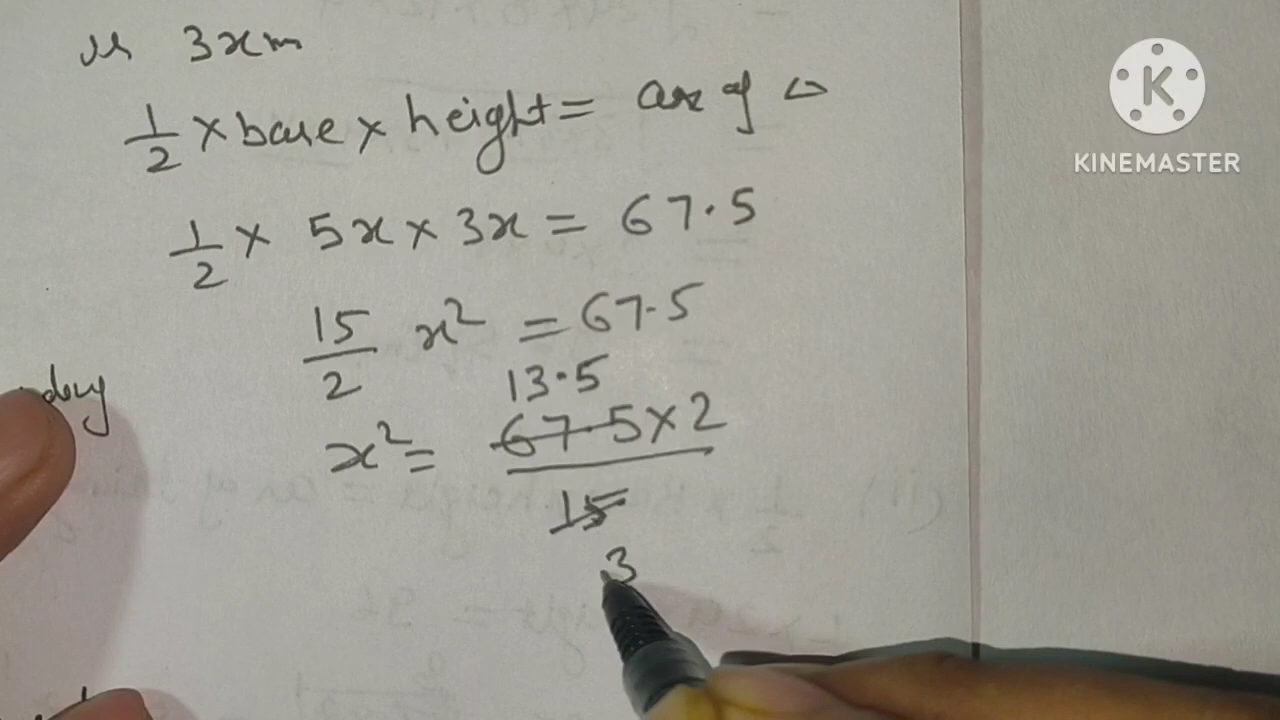 is 3xm
1/2 × base × height = ar of △
1/2 × 5x × 3x = 67.5
15/2 x² = 67.5
13.5
x² = 67.5 × 2
15
3
KINEMASTER